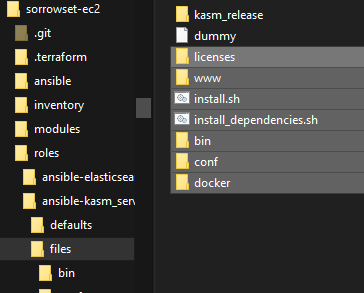 sorrowset-ec2
.git
.terraform
ansible
inventory
modules
roles
ansible-elasticsea
ansible-kasm_serv
defaults
files
bin
kasm_release
dummy
licenses
www
install.sh
install_dependencies.sh
bin
conf
docker